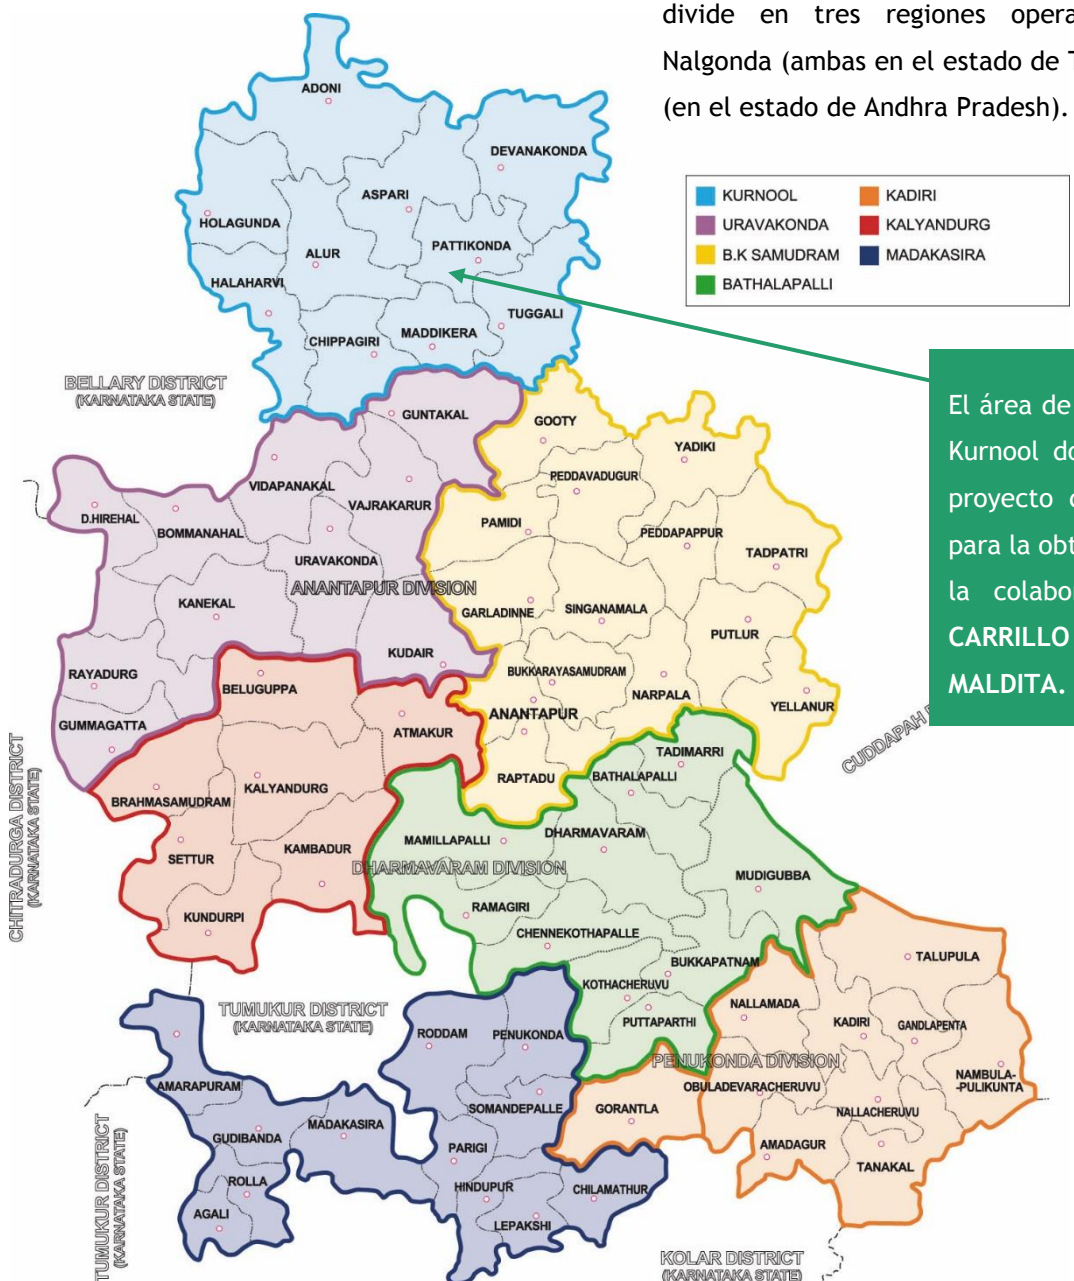 divide en tres regiones opera
Nalgonda (ambas en el estado de T
(en el estado de Andhra Pradesh).
KURNOOL
URAVAKONDA
B.K SAMUDRAM
BATHALAPALLI
KADIRI
KALYANDURG
MADAKASIRA
ADONI
DEVANAKONDA
ASPARI
HOLAGUNDA
ALUR
PATTIKONDA
HALAHARVI
TUGGALI
MADDIKERA
CHIPPAGIRI
BELLARY DISTRICT
(KARNATAKA STATE)
El área de
Kurnool do
proyecto d
para la obt
la colabor
CARRILLO
MALDITA.
GUNTAKAL
GOOTY
YADIKI
VIDAPANAKAL
PEDDAVADUGUR
VAJRAKARUR
D.HIREHAL
BOMMANAHAL
PAMIDI
PEDDAPAPPUR
TADPATRI
URAVAKONDA
ANANTAPUR DIVISION
KANEKAL
GARLADINNE
SINGANAMALA
PUTLUR
KUDAIR
RAYADURG
BELUGUPPA
BUKKARAYASAMUDRAM
NARPALA
YELLANUR
GUMMAGATTA
ATMAKUR
ANANTAPUR
CUDDAPAH
TADIMARRI
RAPTADU
BATHALAPALLI
KALYANDURG
BRAHMASAMUDRAM
CHITRADURGA DISTRICT
(KARNATAKA STATE)
MAMILLAPALLI
DHARMAVARAM
SETTUR
KAMBADUR
DHARMAVARAM DIVISION
MUDIGUBBA
RAMAGIRI
KUNDURPI
CHENNEKOTHAPALLE
TALUPULA
BUKKAPATNAM
KOTHACHERUVU
NALLAMADA
TUMUKUR DISTRICT
(KARNATAKA STATE)
PUTTAPARTHI
KADIRI
GANDLAPENTA
RODDAM
PENUKONDA
PENUKONDA DIVISION
NAMBULA-
-PULIKUNTA
AMARAPURAM
OBULADEVARACHERUVU
SOMANDEPALLE
GORANTLA
NALLACHERUVU
MADAKASIRA
GUDIBANDA
PARIGI
AMADAGUR
TANAKAL
ROLLA
HINDUPUR
CHILAMATHUR
AGALI
LEPAKSHI
TUMUKUR DISTRICT
(KARNATAKA STATE)
KOLAR DISTRICT
(KARNATAKA STATE)